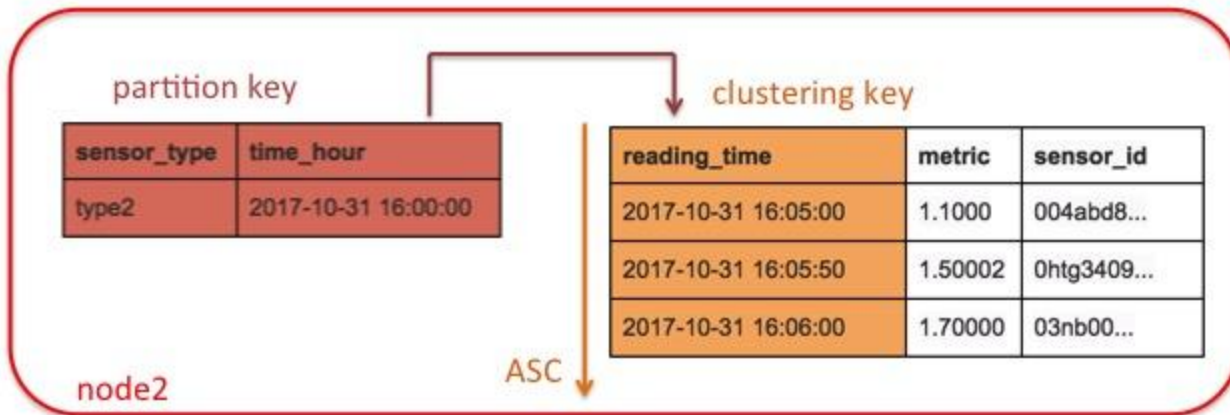 partition key
clustering key
sensor_type time_hour
type2 2017-10-31 16:00:00
reading_time metric sensor_id
2017-10-31 16:05:00 1.1000 004abd8...
2017-10-31 16:05:50 1.50002 0htg3409...
2017-10-31 16:06:00 1.70000 03nb00...
ASC
node2